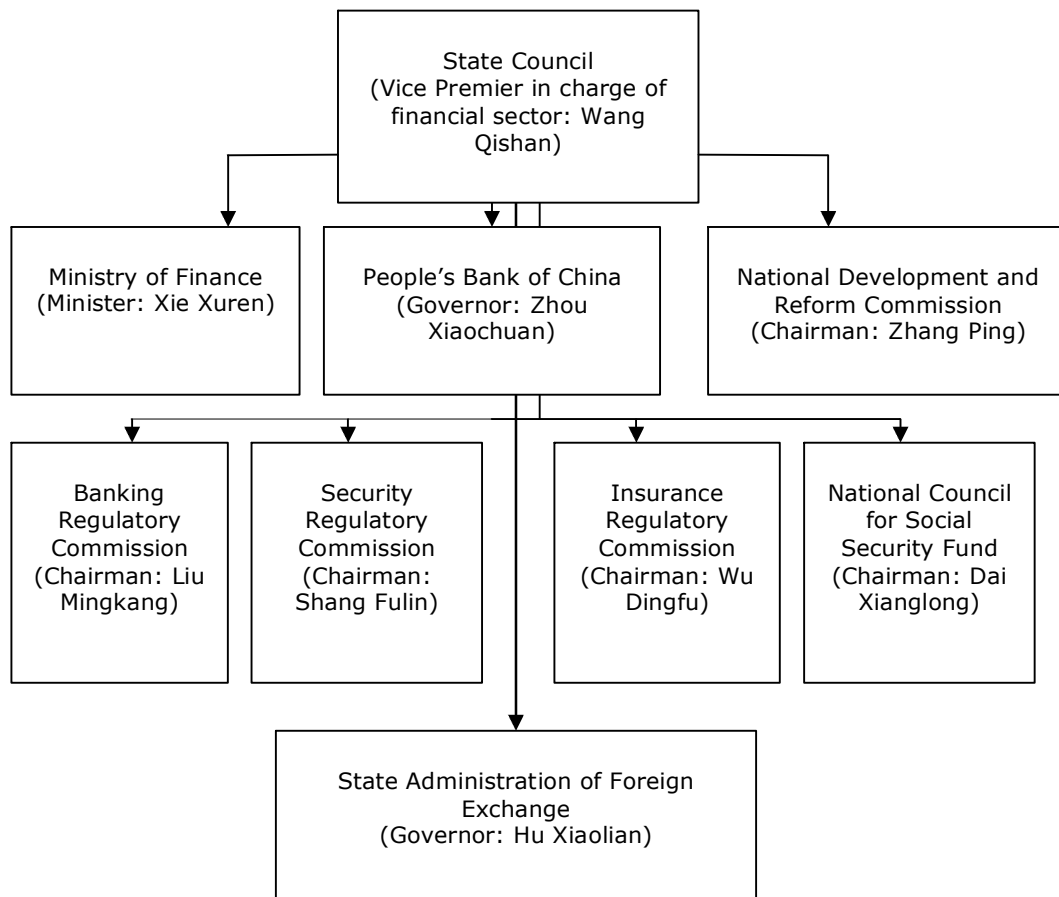 State Council
(Vice Premier in charge of
financial sector: Wang
Qishan)
Ministry of Finance
(Minister: Xie Xuren)
People’s Bank of China
(Governor: Zhou
Xiaochuan)
National Development and
Reform Commission
(Chairman: Zhang Ping)
Banking
Regulatory
Commission
(Chairman: Liu
Mingkang)
Security
Regulatory
Commission
(Chairman:
Shang Fulin)
Insurance
Regulatory
Commission
(Chairman: Wu
Dingfu)
National Council
for Social
Security Fund
(Chairman: Dai
Xianglong)
State Administration of Foreign
Exchange
(Governor: Hu Xiaolian)